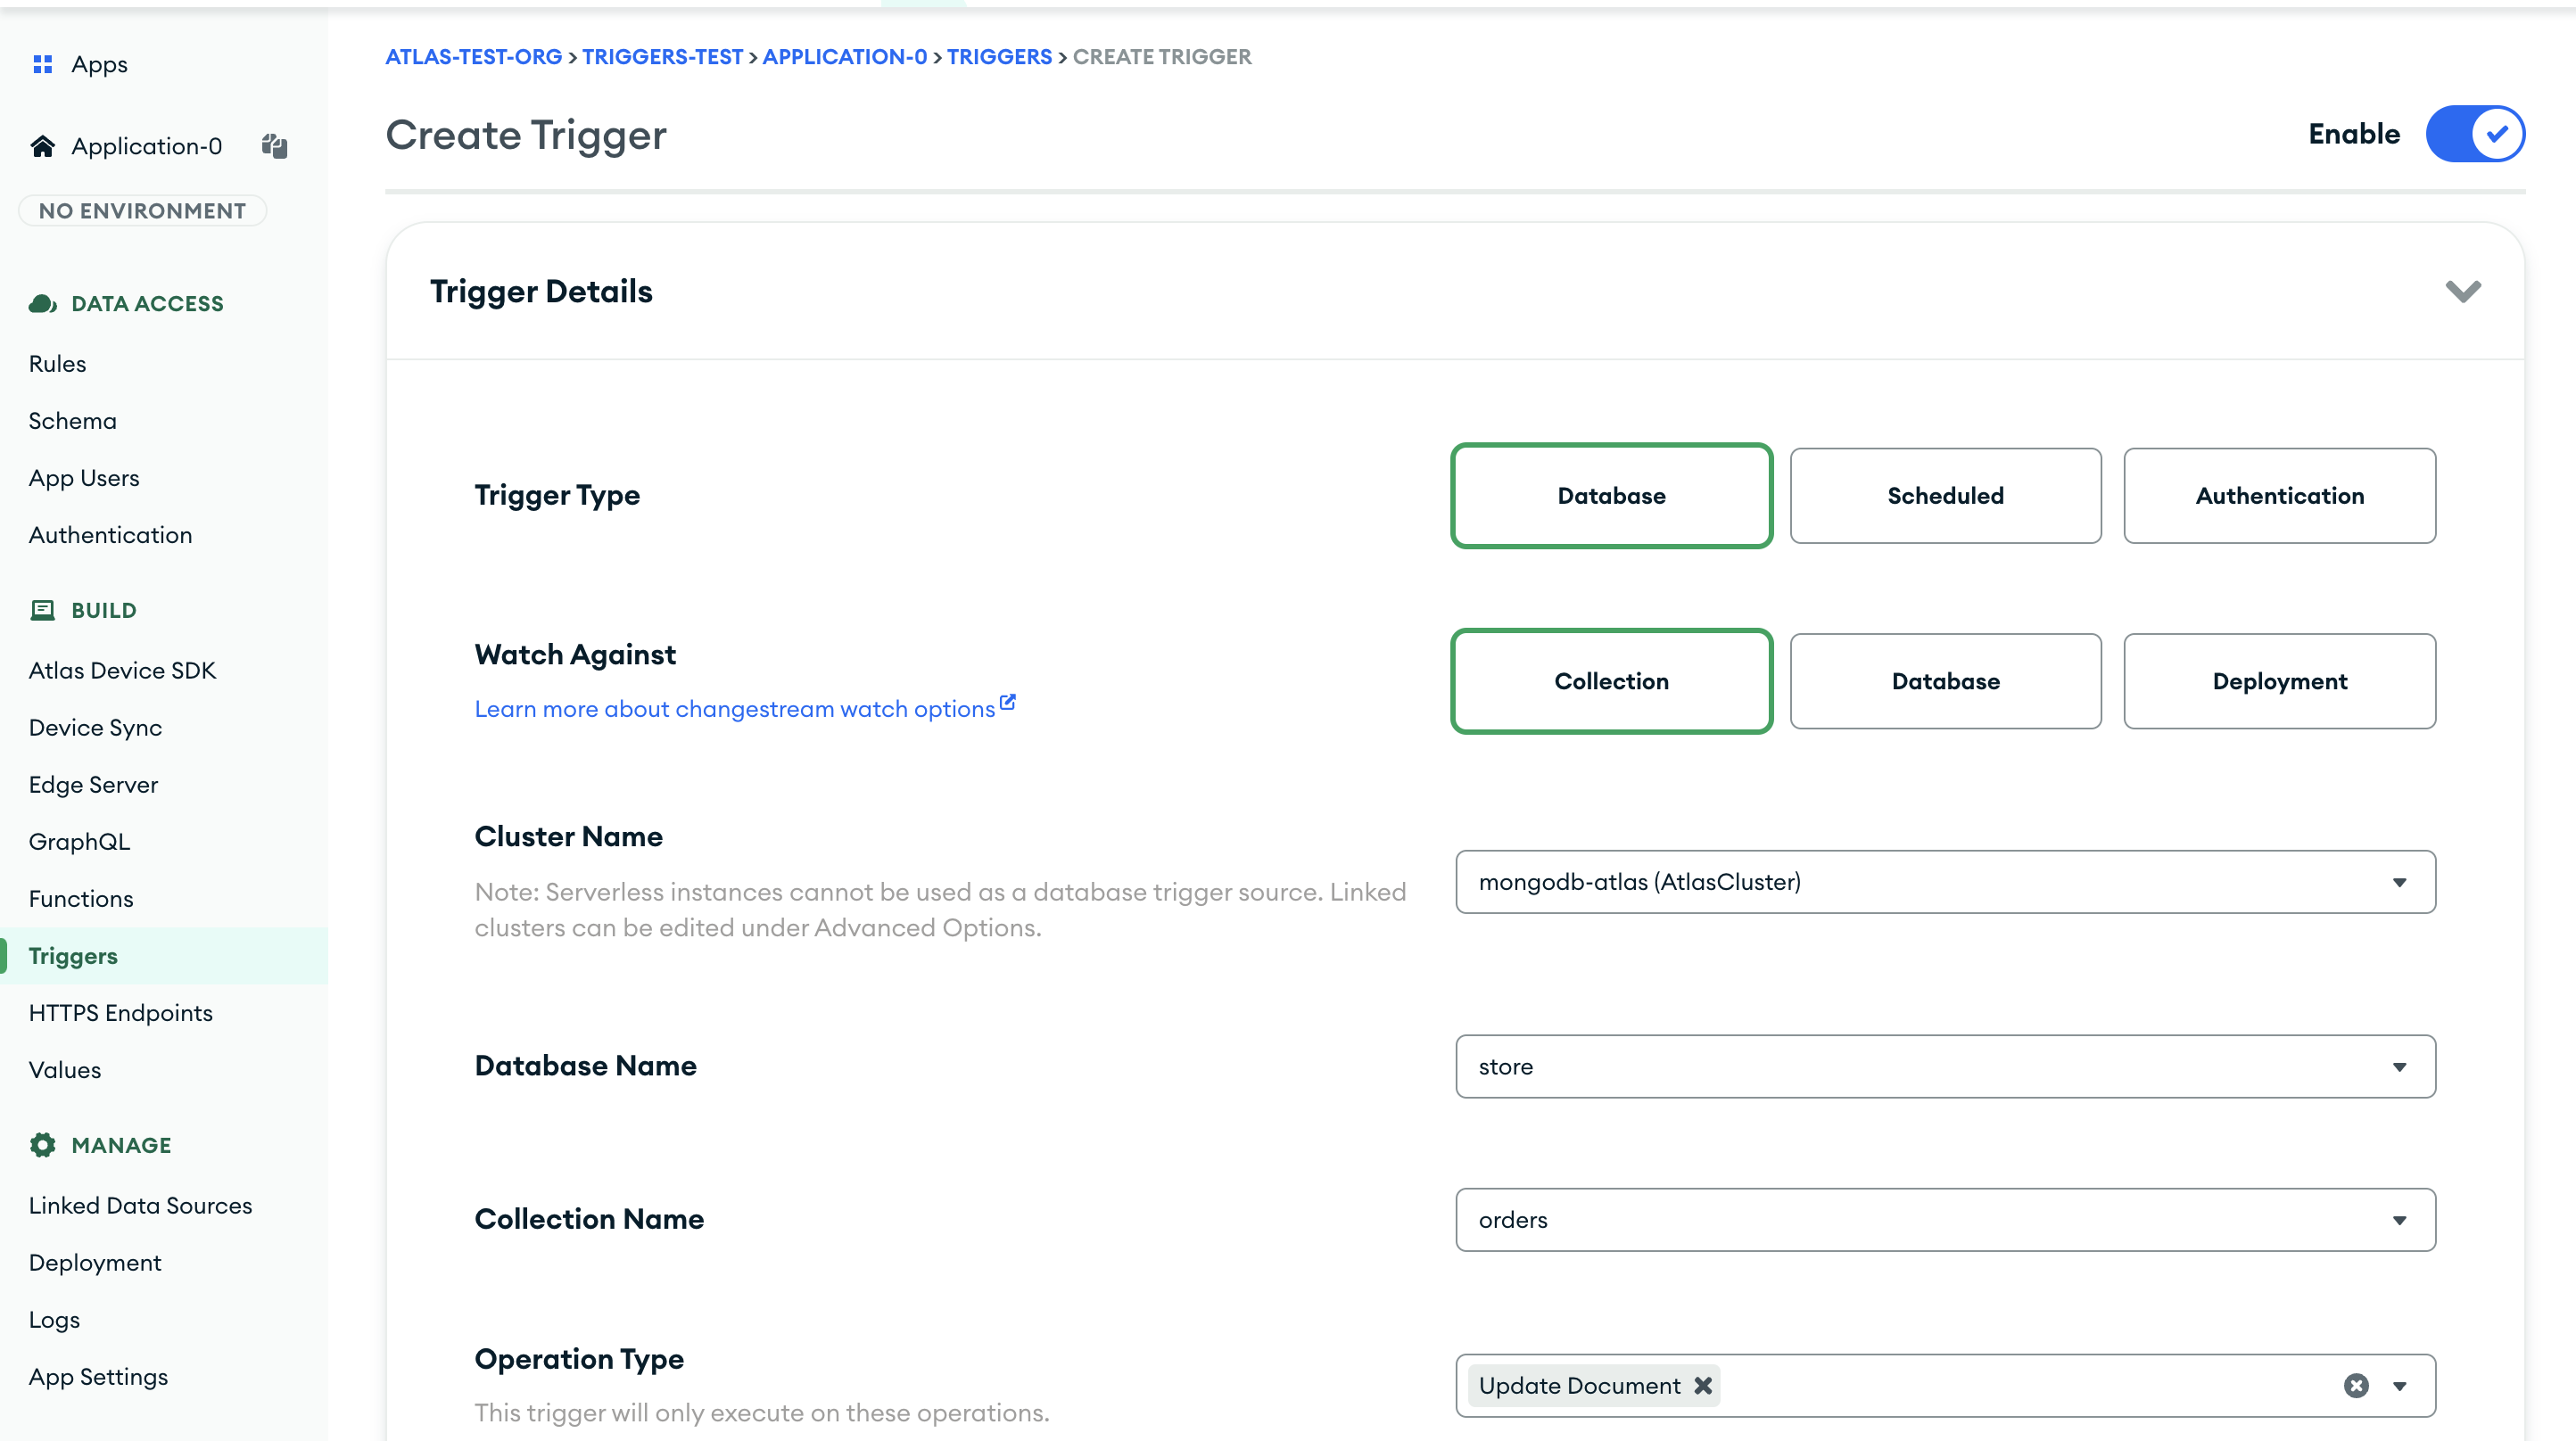 Apps
Application-0
NO ENVIRONMENT
DATA ACCESS
Rules
Schema
App Users
Authentication
BUILD
Atlas Device SDK
Device Sync
Edge Server
GraphQL
Functions
Triggers
HTTPS Endpoints
Values
MANAGE
Linked Data Sources
Deployment
Logs
App Settings
ATLAS-TEST-ORG > TRIGGERS-TEST > APPLICATION-0 > TRIGGERS > CREATE TRIGGER
Create Trigger
Enable
Trigger Details
Trigger Type
Database
Scheduled
Authentication
Watch Against
Learn more about changestream watch options
Collection
Database
Deployment
Cluster Name
Note: Serverless instances cannot be used as a database trigger source. Linked
clusters can be edited under Advanced Options.
mongodb-atlas (AtlasCluster)
Database Name
store
Collection Name
orders
Operation Type
This trigger will only execute on these operations.
Update Document